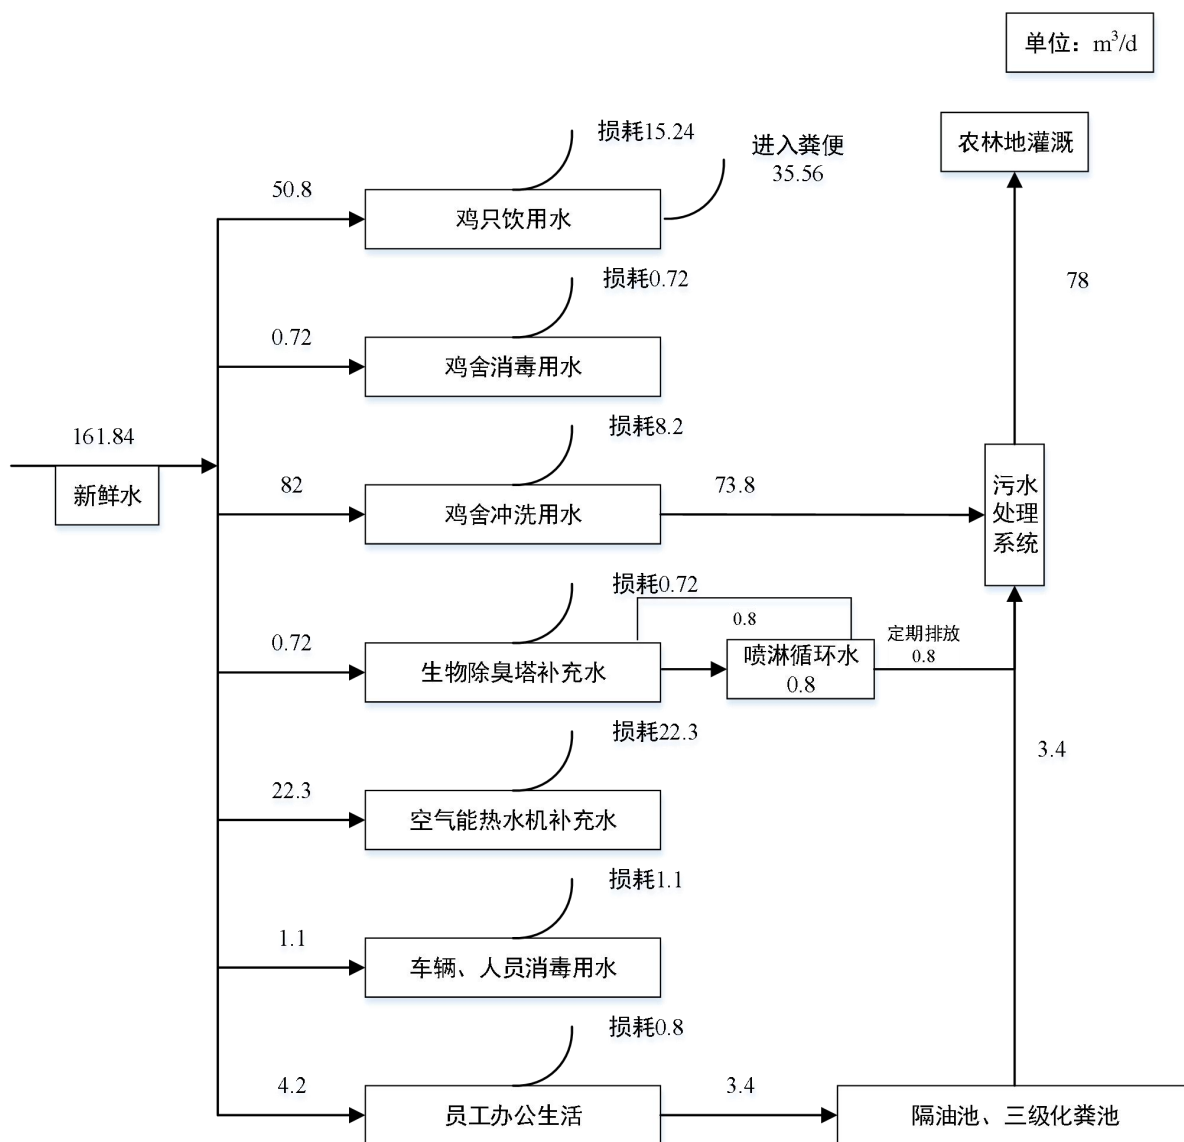 单位：m³/d
农林地灌溉
损耗15.24
进入粪便
35.56
50.8
鸡只饮用水
78
损耗0.72
0.72
鸡舍消毒用水
161.84
新鲜水
损耗8.2
82
鸡舍冲洗用水
73.8
污水
处理
系统
损耗0.72
0.72
生物除臭塔补充水
0.8
喷淋循环水
0.8
定期排放
0.8
损耗22.3
22.3
空气能热水机补充水
3.4
损耗1.1
1.1
车辆、人员消毒用水
损耗0.8
4.2
员工办公生活
3.4
隔油池、三级化粪池